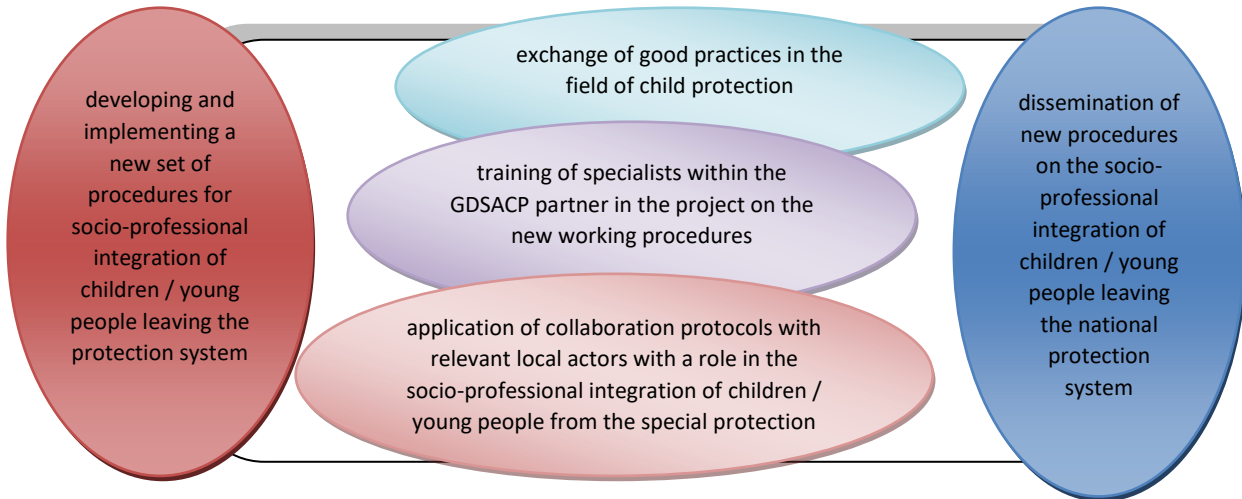 developing and
implementing a
new set of
procedures for
socio-professional
integration of
children / young
people leaving the
protection system
exchange of good practices in the
field of child protection
training of specialists within the
GDSACP partner in the project on the
new working procedures
application of collaboration protocols with
relevant local actors with a role in the
socio-professional integration of children /
young people from the special protection
dissemination of
new procedures
on the socio-
professional
integration of
children / young
people leaving
the national
protection
system